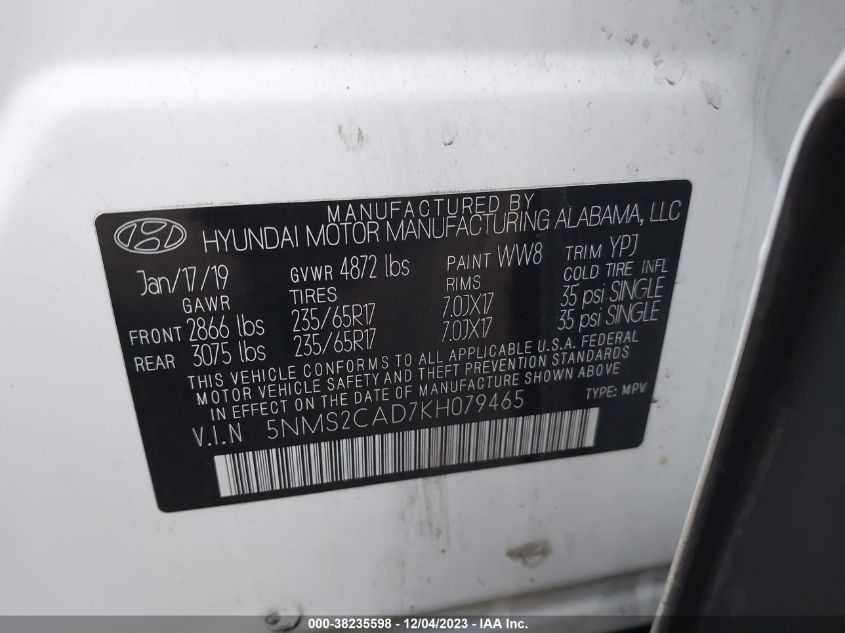 MANUFACTURED BY
HYUNDAI MOTOR MANUFACTURING ALABAMA, LLC
Jan/17/19 GVWR 4872 lbs PAINT WW8 TRIM YPJ
GAWR TIRES RIMS COLD TIRE INFL
FRONT 2866 lbs 235/65R17 7.0JX17 35 psi SINGLE
REAR 3075 lbs 235/65R17 7.0JX17 35 psi SINGLE
THIS VEHICLE CONFORMS TO ALL APPLICABLE U.S.A. FEDERAL
MOTOR VEHICLE SAFETY AND THEFT PREVENTION STANDARDS
IN EFFECT ON THE DATE OF MANUFACTURE SHOWN ABOVE
V.I.N 5NMS2CAD7KH079465 TYPE: MPV
000-38235598 - 12/04/2023 - IAA Inc.